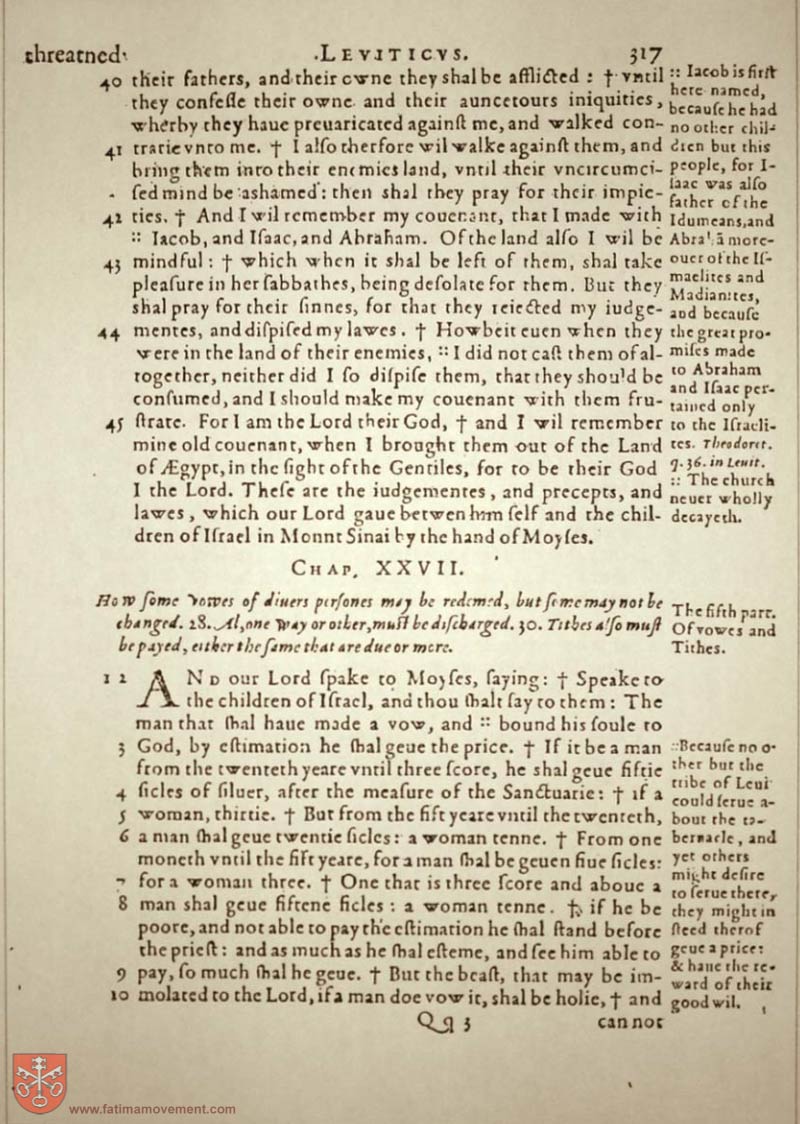 threatned.
LEVITICVS.
317
40 their fathers, and their owne they shal be afflicted : † vntil
they confesse their owne and their auncetours iniquities,
wherby they haue preuaricated against me, and walked con-
41 trarie vnto me. † I also therfore wil walke against them, and
bring them into their enemies land, vntil their vncircumci-
sed mind be ashamed: then shal they pray for their impie-
42 ties. † And I wil remember my couenant, that I made with
:: Iacob, and Isaac, and Abraham. Of the land also I wil be
43 mindful: † which when it shal be left of them, shal take
pleasure in her sabbathes, being desolate for them. But they
shal pray for their sinnes, for that they reiected my iudge-
44 mentes, and dispised my lawes. † Howbeit euen when they
were in the land of their enemies, :: I did not cast them of al-
together, neither did I so dispise them, that they should be
consumed, and I should make my couenant with them fru-
45 strate. For I am the Lord their God, † and I wil remember
mine old couenant, when I brought them out of the Land
of Ægypt, in the sight of the Gentiles, for to be their God
I the Lord. These are the iudgementes, and precepts, and
lawes, which our Lord gaue betwen him self and the chil-
dren of Israel in Mount Sinai by the hand of Moyses.
:: Iacob is first
here named,
because he had
no other chil-
dren but this
people, for I-
saac was also
father of the
Idumeans, and
Abrahã more-
ouer of the Is-
maelites and
Madianites,
and because
the great pro-
mises made
to Abraham
and Isaac per-
tained only
to the Israeli-
tes. Theodoret.
q. 36. in Leuit.
:: The church
neuer wholly
decayeth.
CHAP. XXVII.
How some vowes of diuers persones may be redemed, but some may not be
changed. 28. Al, one way or other, must be discharged. 30. Tithes also must
be payed, either the same that are due or more.
The fifth part.
Of vowes and
Tithes.
1 2 AND our Lord spake to Moyses, saying: † Speake to
the children of Israel, and thou shalt say to them: The
man that shal haue made a vow, and :: bound his soule to
3 God, by estimation he shal geue the price. † If it be a man
from the twenteth yeare vntil three score, he shal geue fiftie
4 sicles of siluer, after the measure of the Sanctuarie: † if a
5 woman, thirtie. † But from the fift yeare vntil the twenteth,
6 a man shal geue twentie sicles: a woman tenne. † From one
moneth vntil the fift yeare, for a man shal be geuen fiue sicles:
7 for a woman three. † One that is three score and aboue a
8 man shal geue fiftene sicles: a woman tenne. † if he be
poore, and not able to pay the estimation he shal stand before
the priest: and as much as he shal esteme, and see him able to
9 pay, so much shal he geue. † But the beast, that may be im-
10 molated to the Lord, if a man doe vow it, shal be holie, † and
:: Because no o-
ther but the
tribe of Leui
could serue a-
bout the ta-
bernacle, and
yet others
might desire
to serue there,
they might in
steed therof
geue a price:
& haue the re-
ward of their
good wil.
Qq 3
can not
www.fatimamovement.com